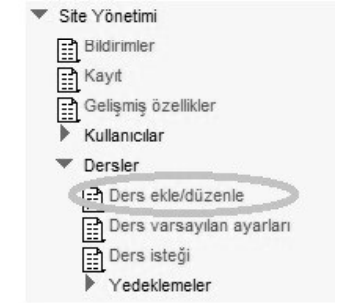 Site Yönetimi
Bildirimler
Kayıt
Gelişmiş özellikler
Kullanıcılar
Dersler
Ders ekle/düzenle
Ders varsayılan ayarları
Ders isteği
Yedeklemeler